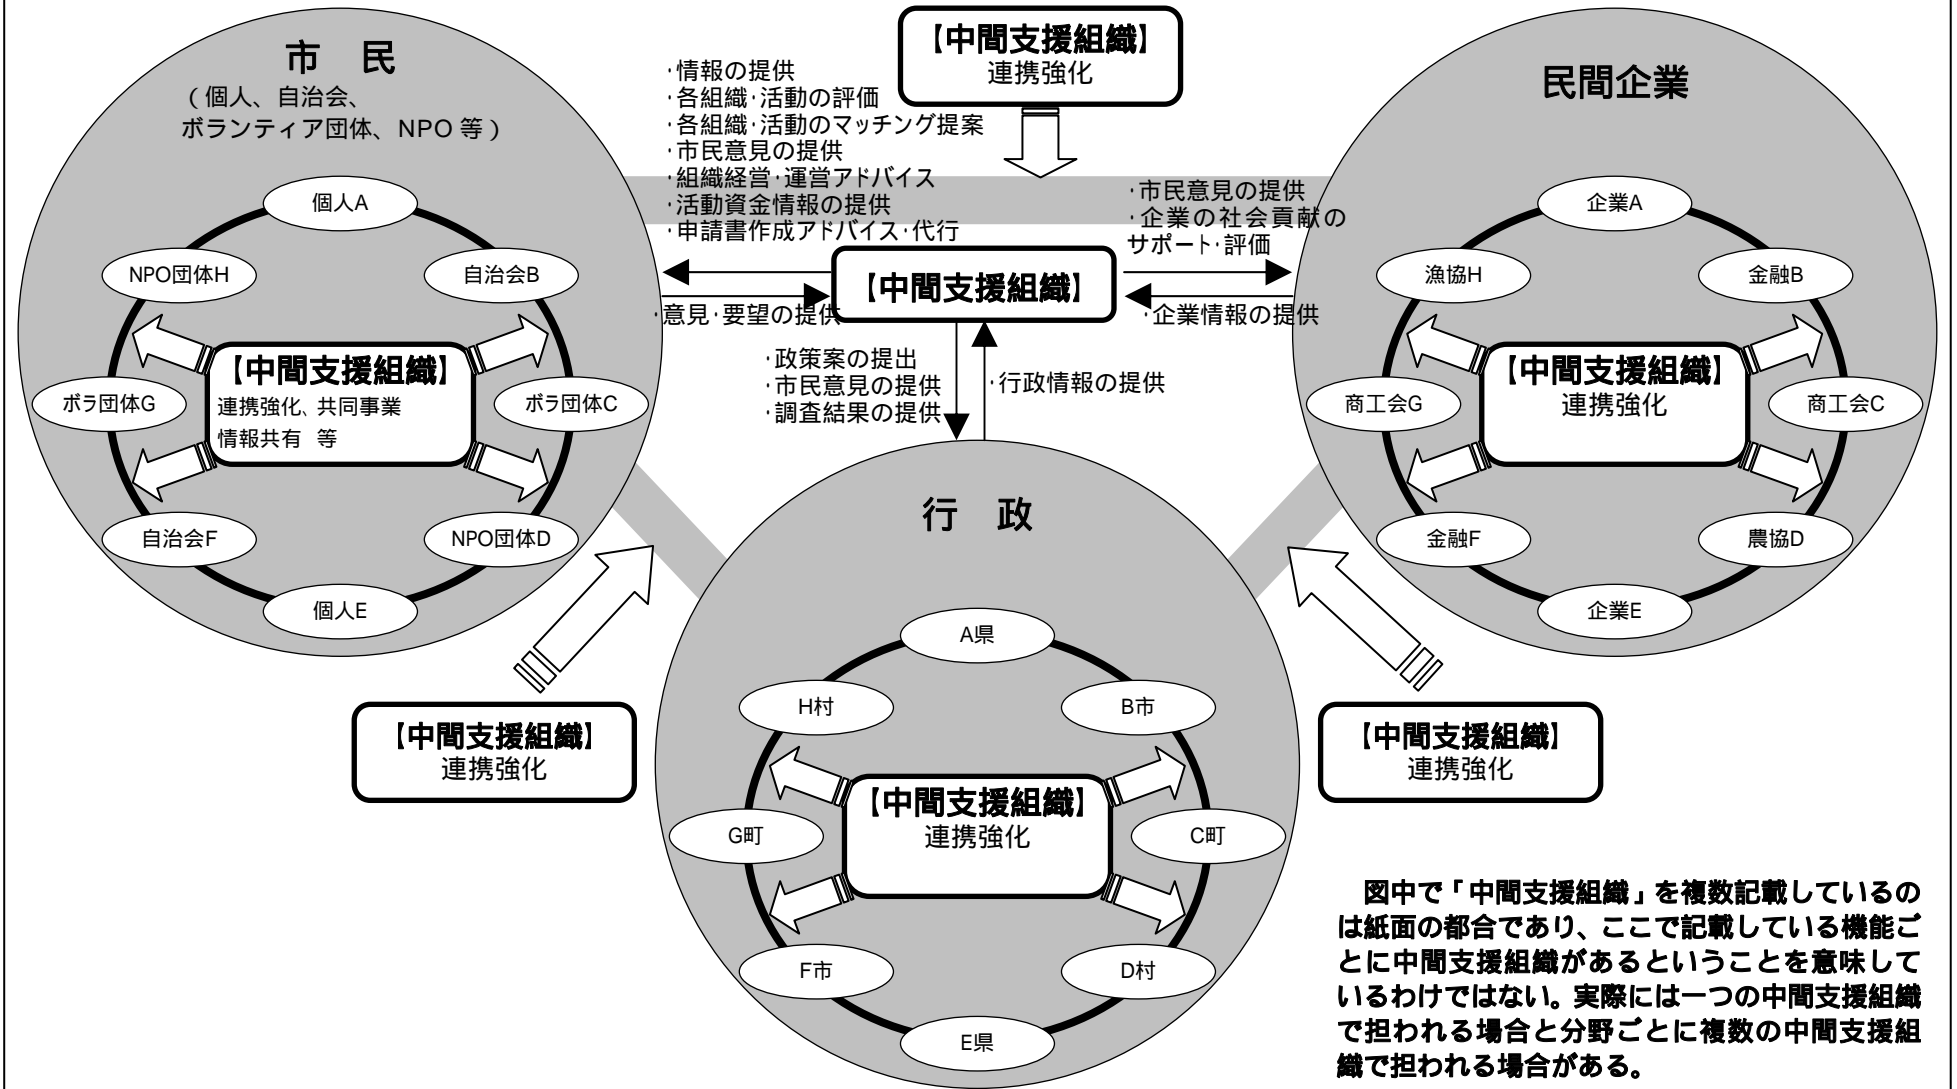 【中間支援組織】
連携強化
市　民
（個人、自治会、
ボランティア団体、NPO 等）
・情報の提供
・各組織・活動の評価
・各組織・活動のマッチング提案
・市民意見の提供
・組織経営・運営アドバイス
・活動資金情報の提供
・申請書作成アドバイス・代行
民間企業
・市民意見の提供
・企業の社会貢献の
サポート・評価
【中間支援組織】
・意見・要望の提供
・企業情報の提供
・政策案の提出
・市民意見の提供
・調査結果の提供
・行政情報の提供
個人A
NPO団体H
自治会B
【中間支援組織】
連携強化、共同事業
情報共有　等
ボラ団体G
ボラ団体C
自治会F
NPO団体D
個人E
企業A
漁協H
金融B
【中間支援組織】
連携強化
商工会G
商工会C
金融F
農協D
企業E
行　政
A県
H村
B市
【中間支援組織】
連携強化
G町
C町
F市
D村
E県
【中間支援組織】
連携強化
【中間支援組織】
連携強化
図中で「中間支援組織」を複数記載しているの
は紙面の都合であり、ここで記載している機能ご
とに中間支援組織があるということを意味して
いるわけではない。実際には一つの中間支援組織
で担われる場合と分野ごとに複数の中間支援組
織で担われる場合がある。